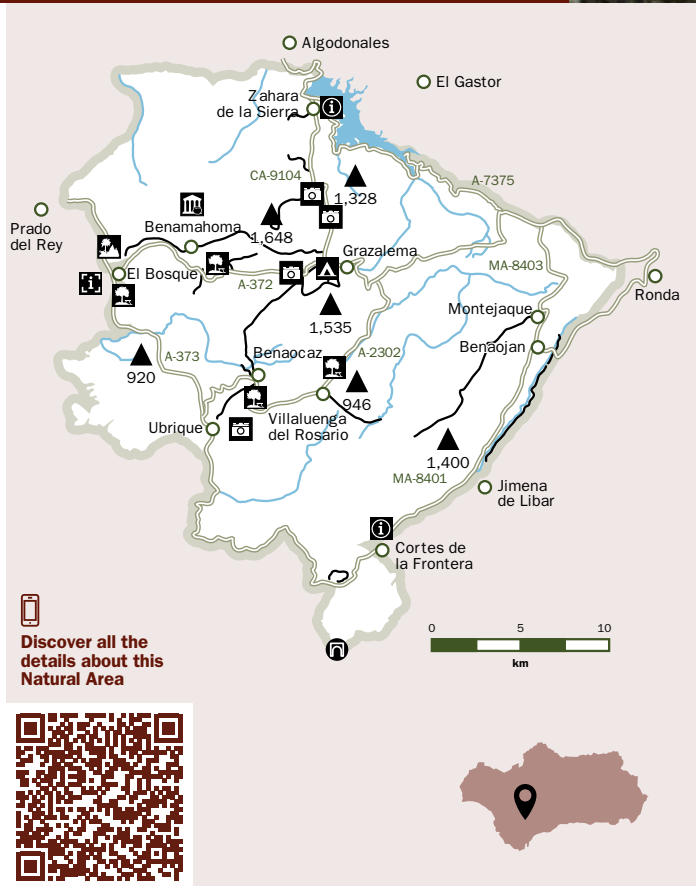 Algodonales
El Gastor
Zahara
de la Sierra
CA-9104
1,328
A-7375
Prado
del Rey
Benamahoma
1,648
Grazalema
MA-8403
El Bosque
A-372
Ronda
Montejaque
1,535
Benaojan
A-373
Benaocaz
A-2302
920
946
Ubrique
Villaluenga
del Rosario
1,400
MA-8401
Jimena
de Libar
Cortes de
la Frontera
Discover all the
details about this
Natural Area
0 5 10
km